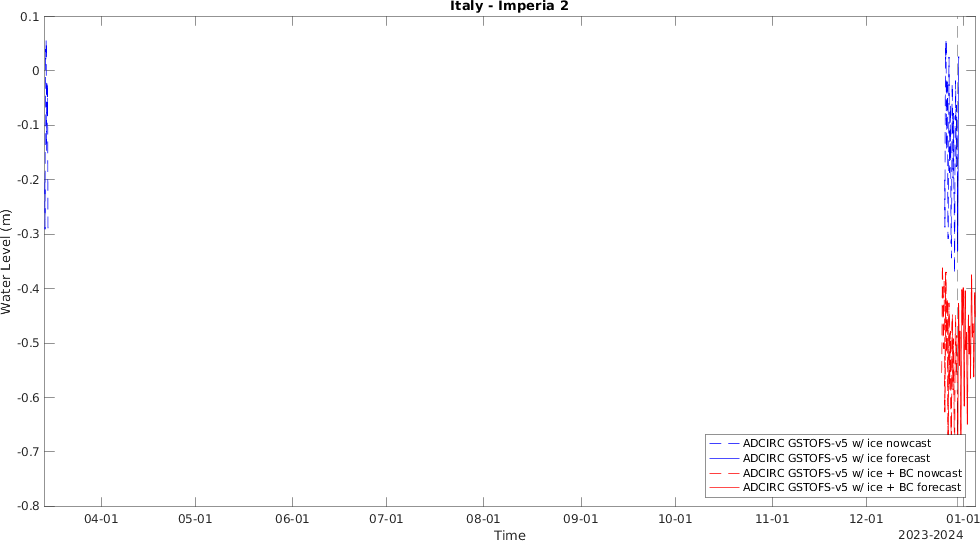 Italy - Imperia 2
Water Level (m)
0.1
0
-0.1
-0.2
-0.3
-0.4
-0.5
-0.6
-0.7
-0.8
ADCIRC GSTOFS-v5 w/ ice nowcast
ADCIRC GSTOFS-v5 w/ ice forecast
ADCIRC GSTOFS-v5 w/ ice + BC nowcast
ADCIRC GSTOFS-v5 w/ ice + BC forecast
04-01 05-01 06-01 07-01 08-01 09-01 10-01 11-01 12-01 01-01
Time
2023-2024